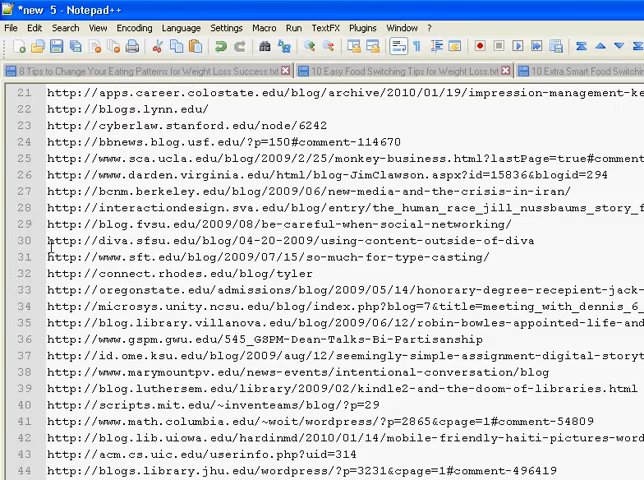 *new 5 - Notepad++
File Edit Search View Encoding Language Settings Macro Run TextFX Plugins Window ?
8 Tips to Change Your Eating Patterns for Weight Loss Success.txt 10 Easy Food Switching Tips for Weight Loss.txt 10 Extra Smart Food Switchin
21 http://apps.career.colostate.edu/blog/archive/2010/01/19/impression-management-ke
22 http://blogs.lynn.edu/
23 http://cyberlaw.stanford.edu/node/6242
24 http://bbnews.blog.usf.edu/?p=150#comment-114670
25 http://www.sca.ucla.edu/blog/2009/2/25/monkey-business.html?lastPage=true#comment
26 http://www.darden.virginia.edu/html/blog-JimClawson.aspx?id=15836&blogid=294
27 http://bcnm.berkeley.edu/blog/2009/06/new-media-and-the-crisis-in-iran/
28 http://interactiondesign.sva.edu/blog/entry/the_human_race_jill_nussbaums_story_f
29 http://blog.fvsu.edu/2009/08/be-careful-when-social-networking/
30 http://diva.sfsu.edu/blog/04-20-2009/using-content-outside-of-diva
31 http://www.sft.edu/blog/2009/07/15/so-much-for-type-casting/
32 http://connect.rhodes.edu/blog/tyler
33 http://oregonstate.edu/admissions/blog/2009/05/14/honorary-degree-recepient-jack-
34 http://microsys.unity.ncsu.edu/blog/index.php?blog=7&title=meeting_with_dennis_6_
35 http://blog.library.villanova.edu/blog/2009/06/12/robin-bowles-appointed-life-and
36 http://www.gspm.gwu.edu/545_GSPM-Dean-Talks-Bi-Partisanship
37 http://id.ome.ksu.edu/blog/2009/aug/12/seemingly-simple-assignment-digital-storyt
38 http://www.marymountpv.edu/news-events/intentional-conversation/blog
39 http://blog.luthersem.edu/library/2009/02/kindle2-and-the-doom-of-libraries.html
40 http://scripts.mit.edu/~inventeams/blog/?p=29
41 http://www.math.columbia.edu/~woit/wordpress/?p=2865&cpage=1#comment-54809
42 http://blog.lib.uiowa.edu/hardinmd/2010/01/14/mobile-friendly-haiti-pictures-word
43 http://acm.cs.uic.edu/userinfo.php?uid=314
44 http://blogs.library.jhu.edu/wordpress/?p=3231&cpage=1#comment-496419